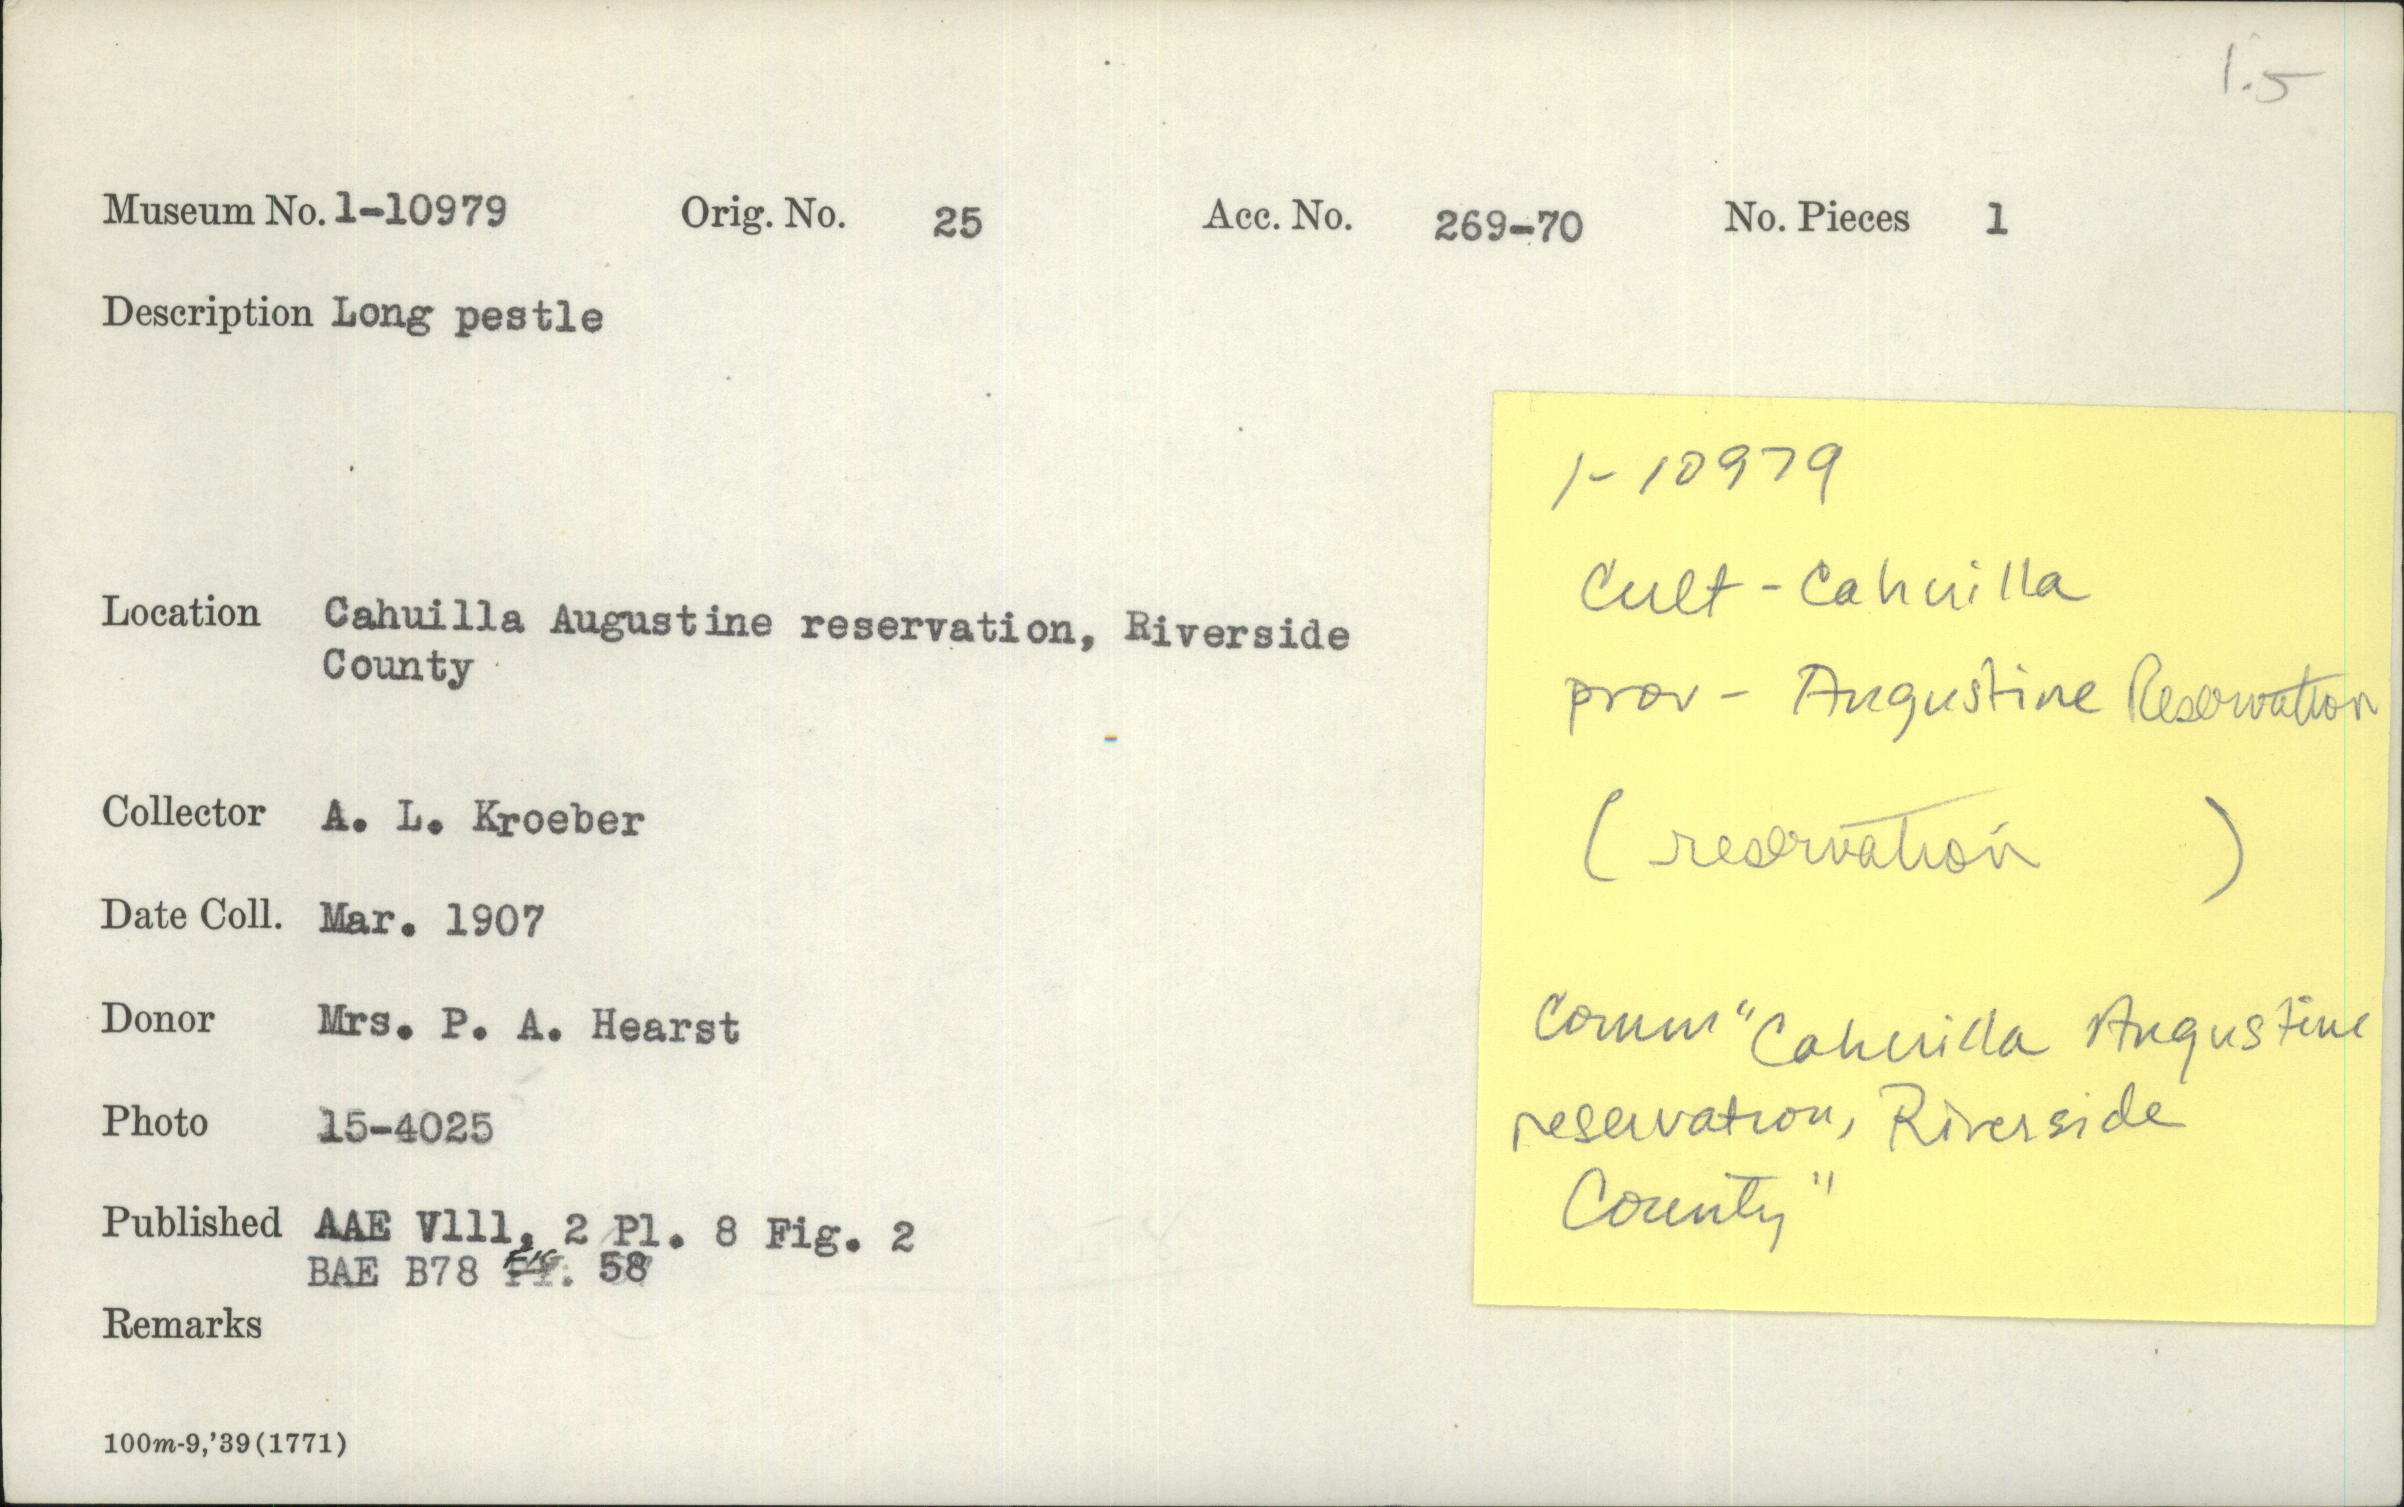 1.5
Museum No. 1-10979 Orig. No. 25 Acc. No. 269-70 No. Pieces 1
Description Long pestle
Location Cahuilla Augustine reservation, Riverside
County
Collector A. L. Kroeber
Date Coll. Mar. 1907
Donor Mrs. P. A. Hearst
Photo 15-4025
Published AAE Vlll, 2 Pl. 8 Fig. 2
BAE B78 Fig. 58
Remarks
100m-9,'39(1771)
1-10979
Cult - Cahuilla
prov - Augustine Reservation
(reservation )
Comm "Cahuilla Augustine
reservation, Riverside
County"